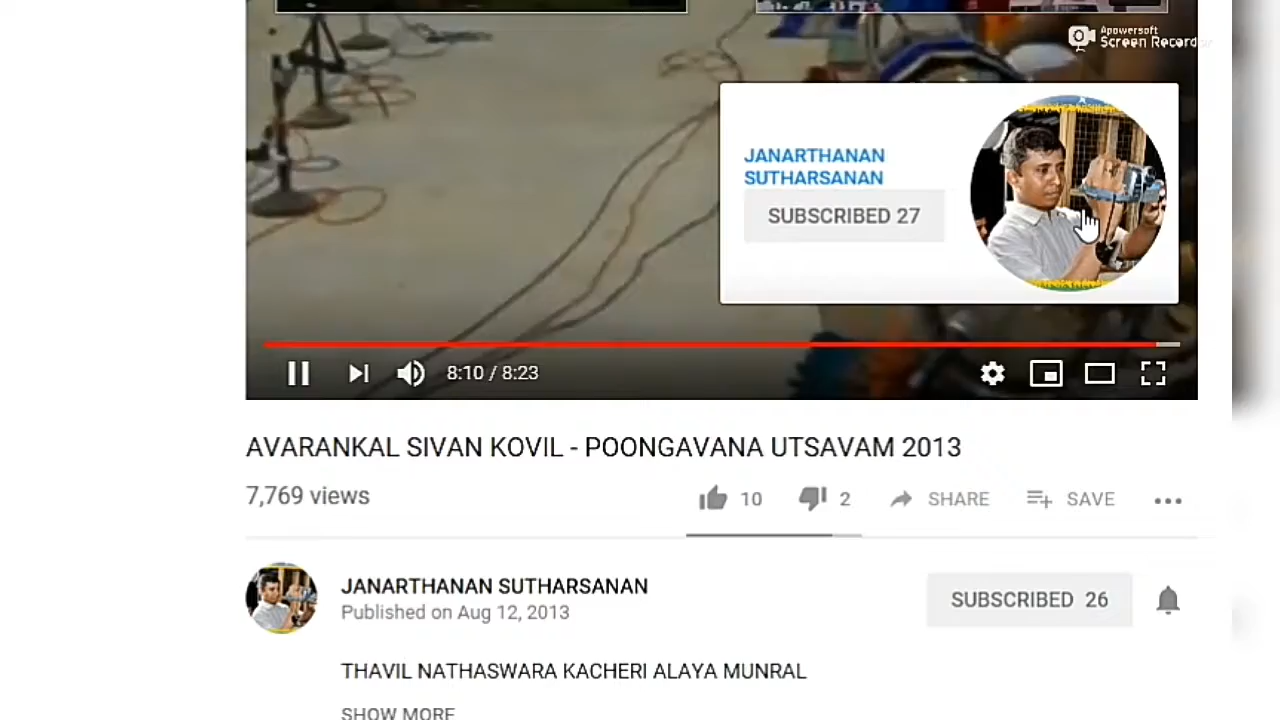 Apowersoft
Screen Recorder
JANARTHANAN
SUTHARSANAN
SUBSCRIBED 27
8:10 / 8:23
AVARANKAL SIVAN KOVIL - POONGAVANA UTSAVAM 2013
7,769 views
10
2
SHARE
SAVE
JANARTHANAN SUTHARSANAN
SUBSCRIBED 26
Published on Aug 12, 2013
THAVIL NATHASWARA KACHERI ALAYA MUNRAL
SHOW MORE